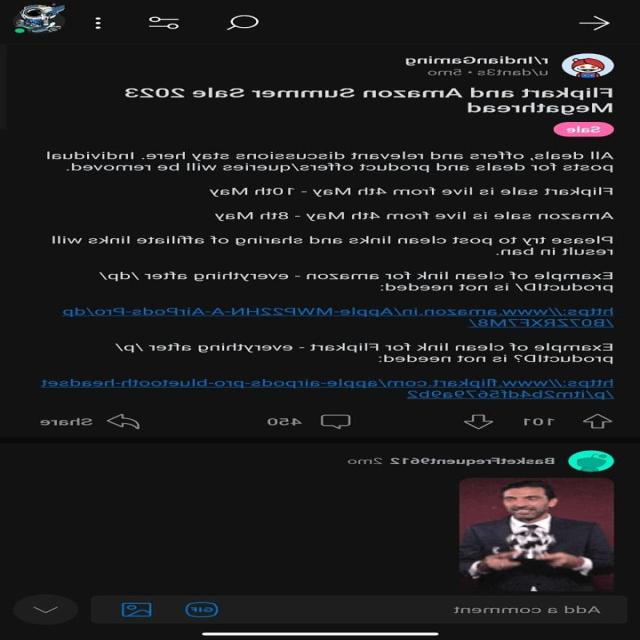 r/IndianGaming
u/dant3s • 5mo
Flipkart and Amazon Summer Sale 2023
Megathread
Sale
All deals, offers and relevant discussions stay here. Individual
posts for deals and product offers/queries will be removed.
Flipkart sale is live from 4th May - 10th May
Amazon sale is live from 4th May - 8th May
Please try to post clean links and sharing of affiliate links will
result in ban.
Example of clean link for amazon - everything after /dp/
productID/ is not needed:
https://www.amazon.in/Apple-MWP22HN-A-AirPods-Pro/dp
/B07ZRXF7M8/
Example of clean link for Flipkart - everything after /p/
productID? is not needed:
https://www.flipkart.com/apple-airpods-pro-bluetooth-headset
/p/itm2b4df5679a6b9b2
101 450 Share
BasketFrequent9612 2mo
Add a comment GIF